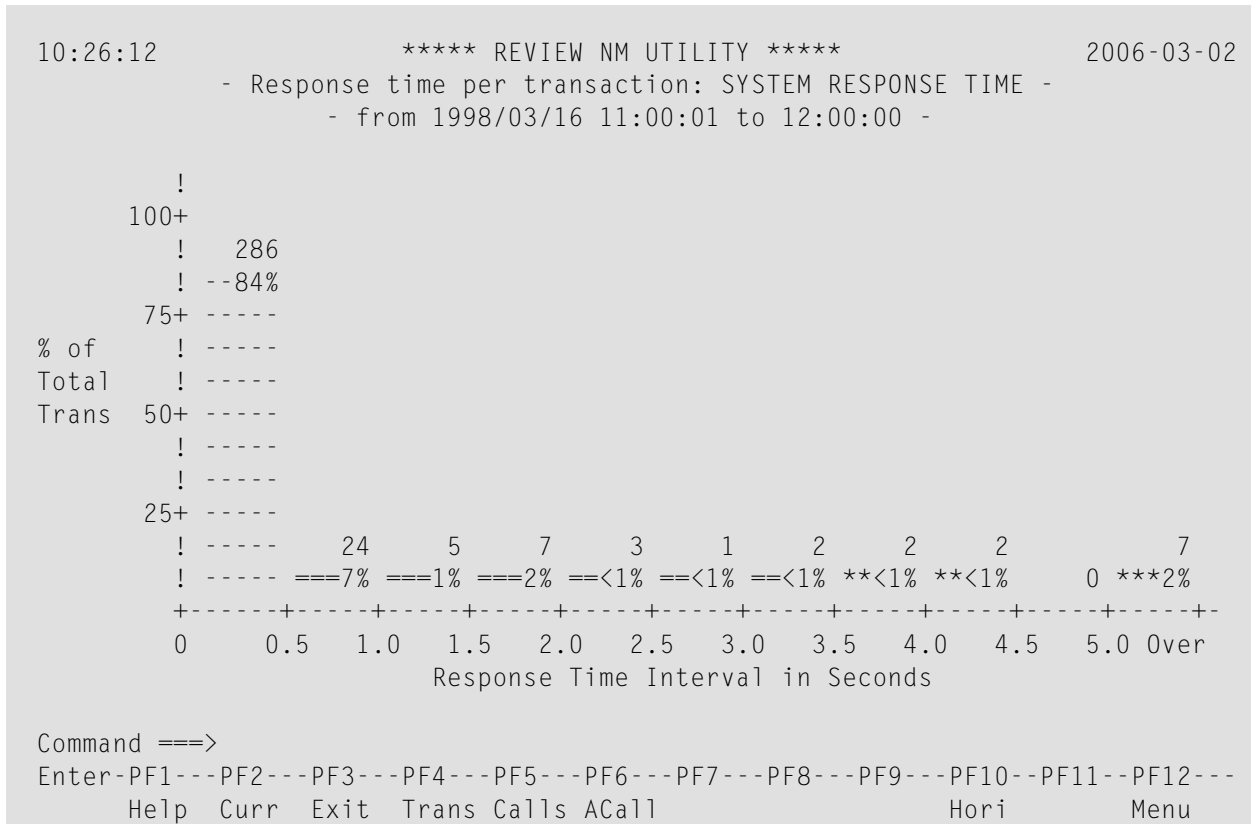 10:26:12                ***** REVIEW NM UTILITY *****                2006-03-02
            - Response time per transaction: SYSTEM RESPONSE TIME -
                   - from 1998/03/16 11:00:01 to 12:00:00 -
         !
      100+
         !   286
         ! --84%
       75+ -----
% of     ! -----
Total    ! -----
Trans  50+ -----
         ! -----
         ! -----
       25+ -----
         ! -----    24     5     7     3     1     2     2     2           7
         ! ----- ===7% ===1% ===2% ==<1% ==<1% ==<1% **<1% **<1%     0 ***2%
         +------+-----+-----+-----+-----+-----+-----+-----+-----+-----+-----+-
         0     0.5   1.0   1.5   2.0   2.5   3.0   3.5   4.0   4.5   5.0 Over
                          Response Time Interval in Seconds
Command ===>
Enter-PF1---PF2---PF3---PF4---PF5---PF6---PF7---PF8---PF9---PF10--PF11--PF12---
      Help  Curr  Exit  Trans Calls ACall                   Hori        Menu